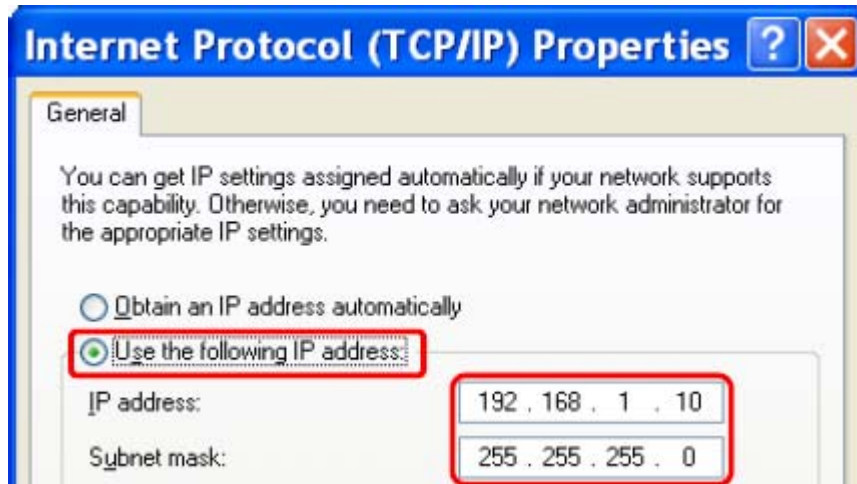 Internet Protocol (TCP/IP) Properties ?
General
You can get IP settings assigned automatically if your network supports
this capability. Otherwise, you need to ask your network administrator for
the appropriate IP settings.
Obtain an IP address automatically
Use the following IP address:
IP address: 192 . 168 . 1 . 10
Subnet mask: 255 . 255 . 255 . 0